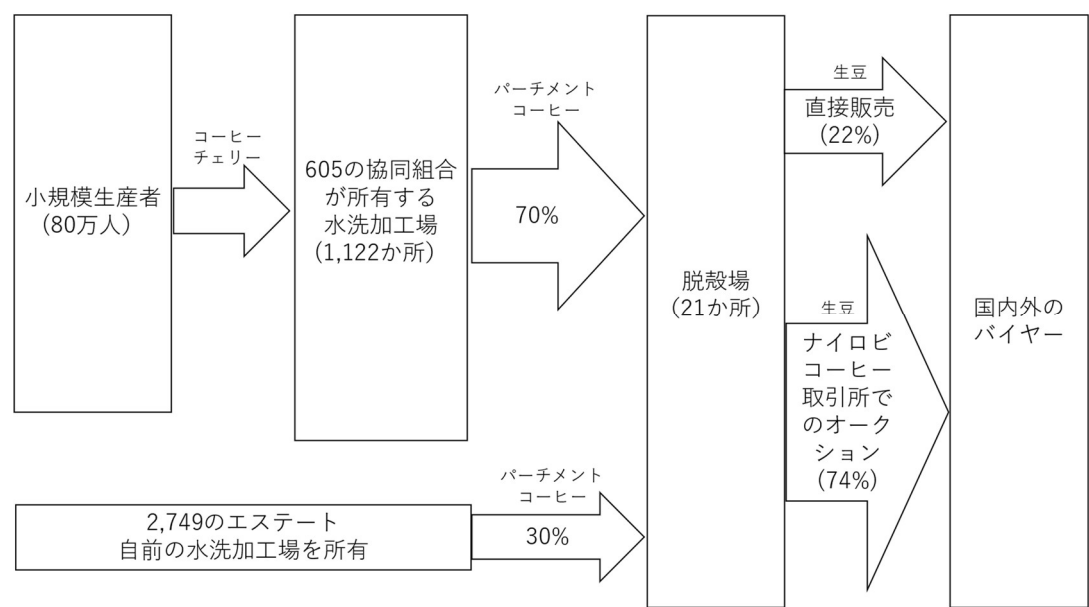 小規模生産者
(80万人)
コーヒー
チェリー
605の協同組合
が所有する
水洗加工場
(1,122か所)
パーチメント
コーヒー
70%
2,749のエステート
自前の水洗加工場を所有
パーチメント
コーヒー
30%
脱殻場
(21か所)
生豆
直接販売
(22%)
生豆
ナイロビ
コーヒー
取引所で
のオーク
ション
(74%)
国内外の
バイヤー